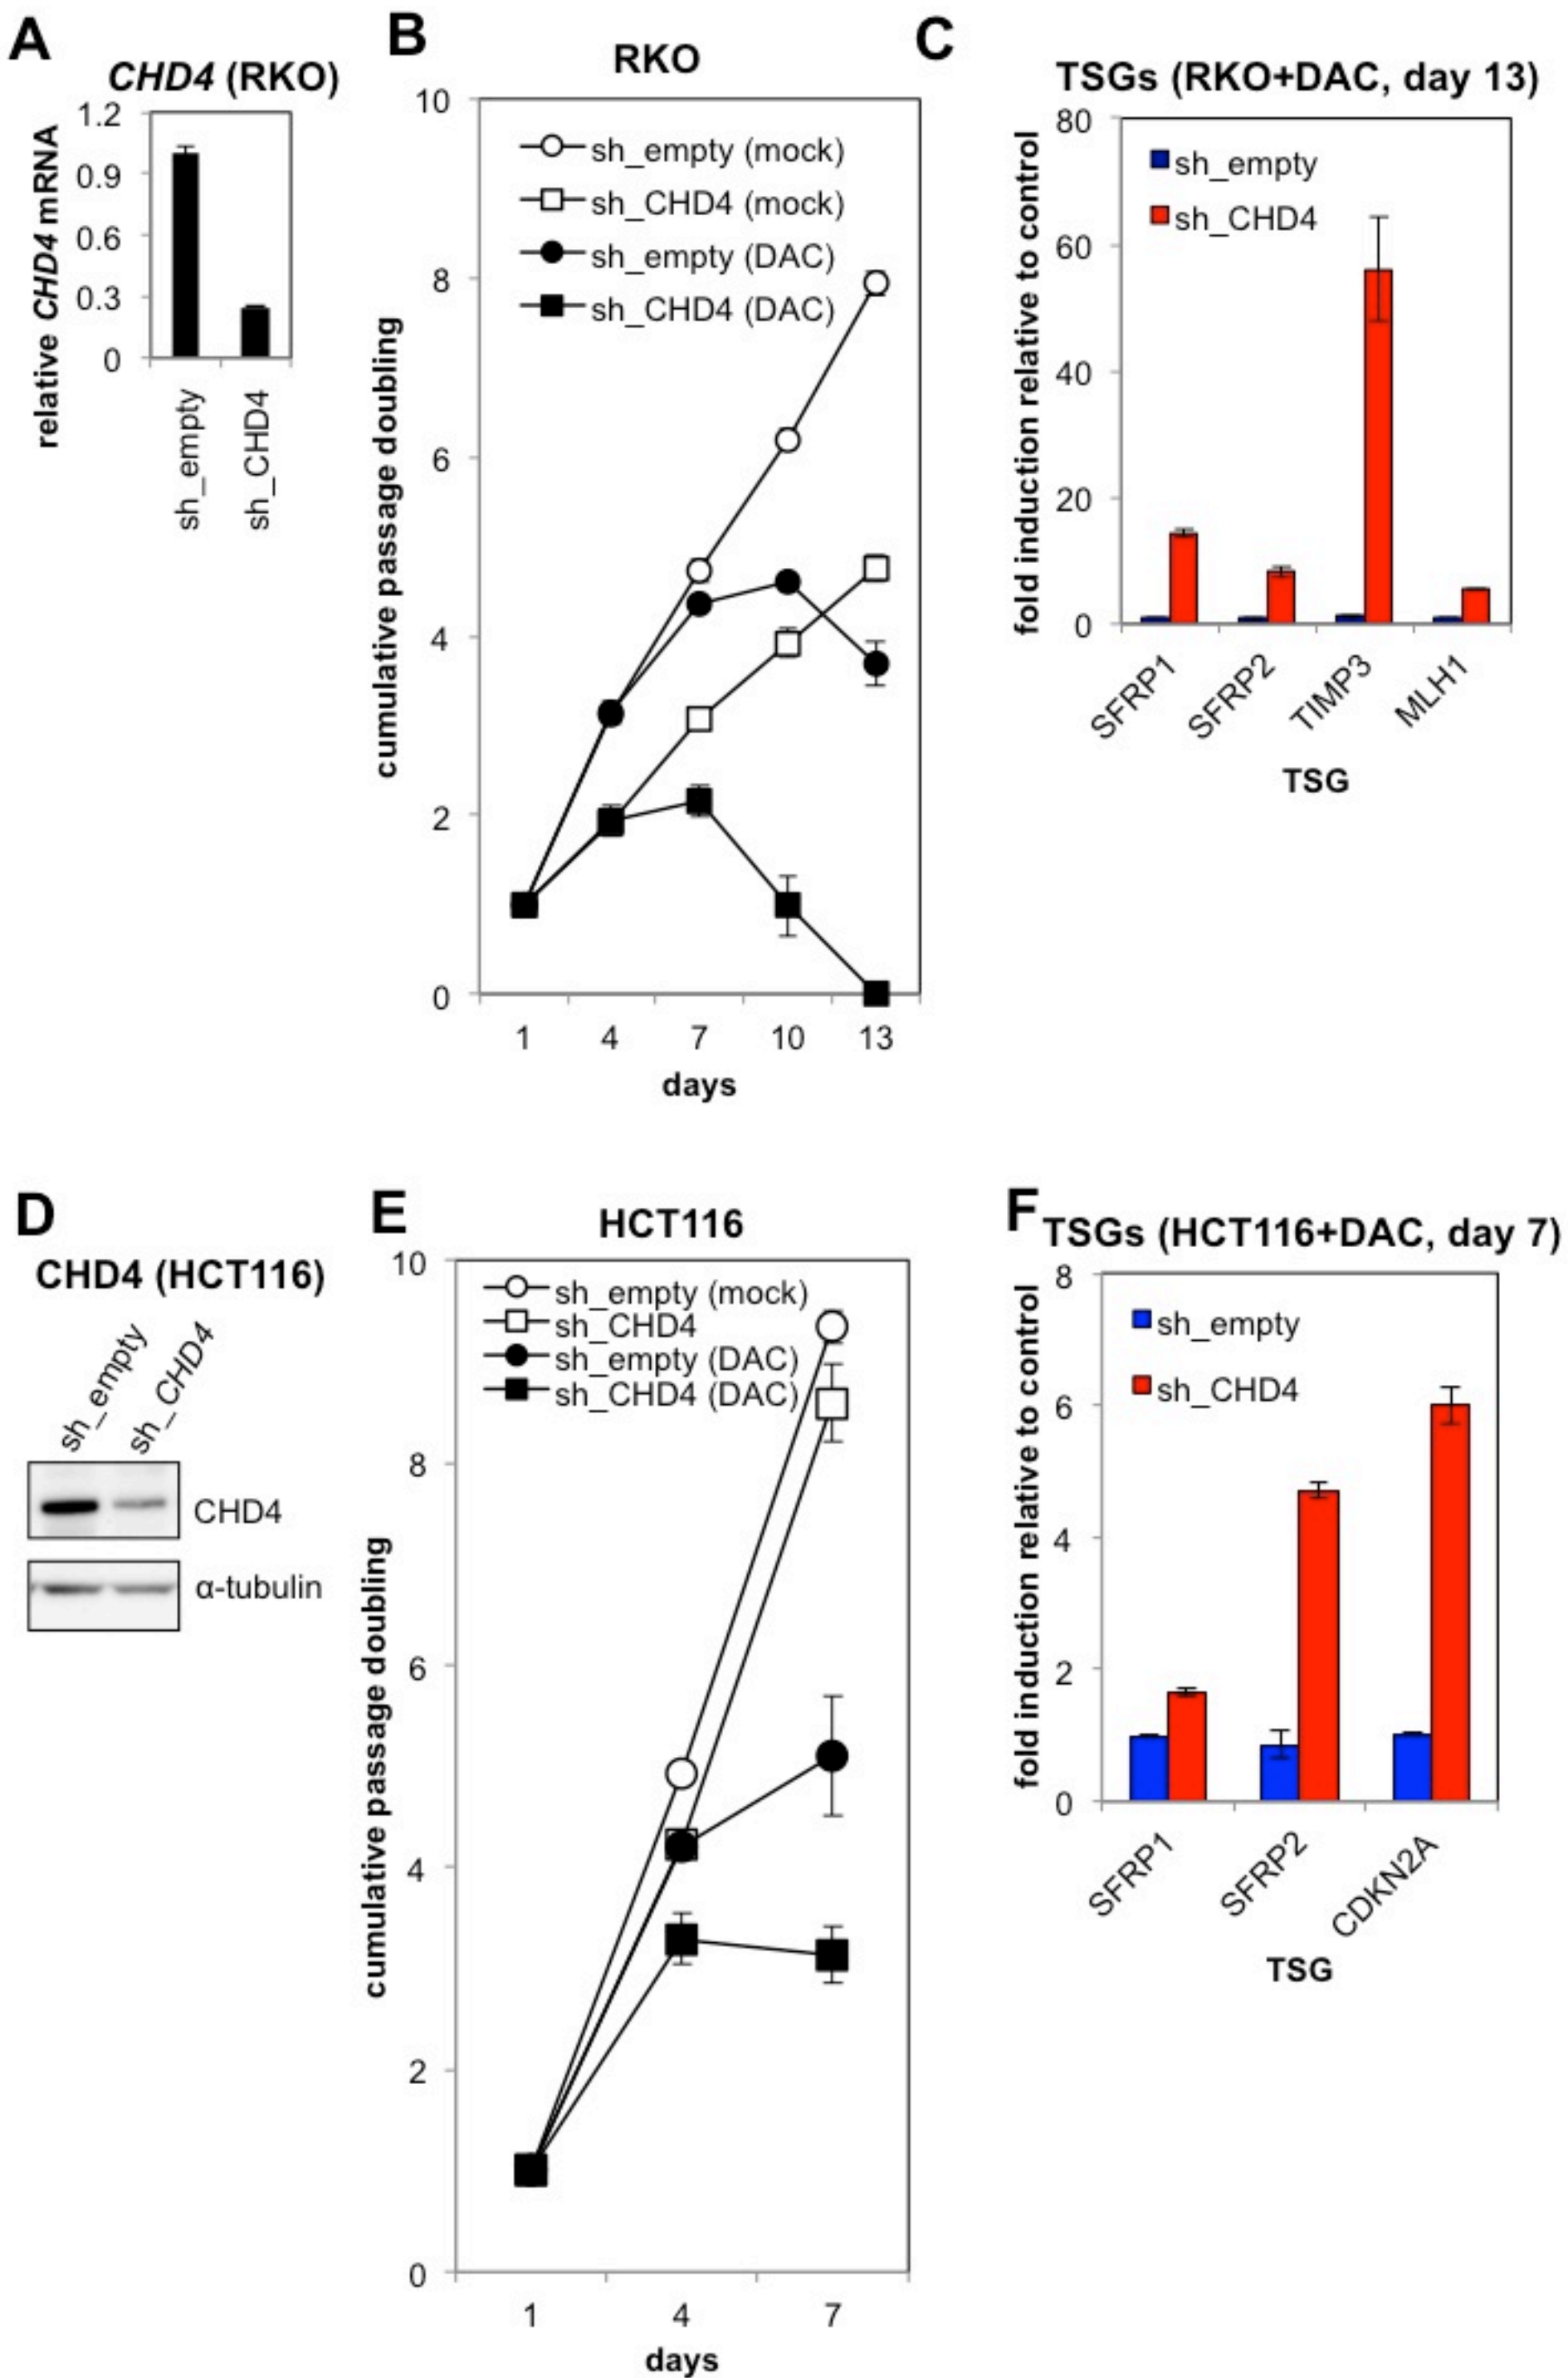 A
CHD4 (RKO)
relative CHD4 mRNA
1.2
0.9
0.6
0.3
0
sh_empty
sh_CHD4
B
RKO
cumulative passage doubling
10
8
6
4
2
0
sh_empty (mock)
sh_CHD4 (mock)
sh_empty (DAC)
sh_CHD4 (DAC)
1 4 7 10 13
days
C
TSGs (RKO+DAC, day 13)
fold induction relative to control
80
60
40
20
0
sh_empty
sh_CHD4
SFRP1
SFRP2
TIMP3
MLH1
TSG
D
CHD4 (HCT116)
sh_empty
sh_CHD4
CHD4
α-tubulin
E
HCT116
cumulative passage doubling
10
8
6
4
2
0
sh_empty (mock)
sh_CHD4
sh_empty (DAC)
sh_CHD4 (DAC)
1 4 7
days
F
TSGs (HCT116+DAC, day 7)
fold induction relative to control
8
6
4
2
0
sh_empty
sh_CHD4
SFRP1
SFRP2
CDKN2A
TSG